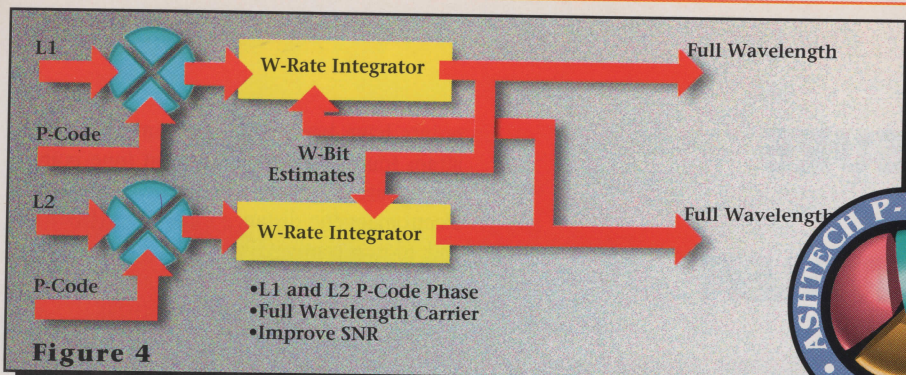 L1
W-Rate Integrator
Full Wavelength
P-Code
W-Bit
Estimates
L2
W-Rate Integrator
Full Wavelength
P-Code
•L1 and L2 P-Code Phase
•Full Wavelength Carrier
•Improve SNR
Figure 4
ASHTECH P-